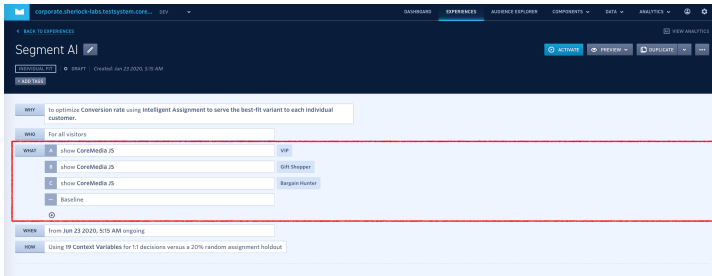 corporate.sherlock-labs.testsystem.core... DEV DASHBOARD EXPERIENCES AUDIENCE EXPLORER COMPONENTS DATA ANALYTICS
BACK TO EXPERIENCES VIEW ANALYTICS
Segment AI ACTIVATE PREVIEW DUPLICATE
INDIVIDUAL FIT DRAFT Created: Jun 23 2020, 5:15 AM
+ ADD TAGS
WHY to optimize Conversion rate using Intelligent Assignment to serve the best-fit variant to each individual
customer.
WHO For all visitors
WHAT A show CoreMedia JS VIP
B show CoreMedia JS Gift Shopper
C show CoreMedia JS Bargain Hunter
— Baseline
WHEN from Jun 23 2020, 5:15 AM ongoing
HOW Using 19 Context Variables for 1:1 decisions versus a 20% random assignment holdout